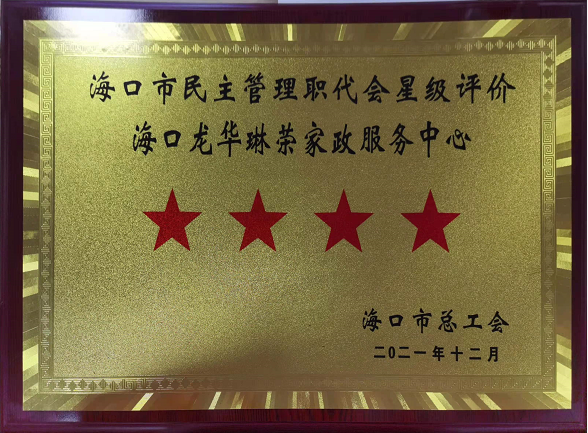 海口市民主管理职代会星级评价
海口龙华琳荣家政服务中心
海口市总工会
二〇二一年十二月